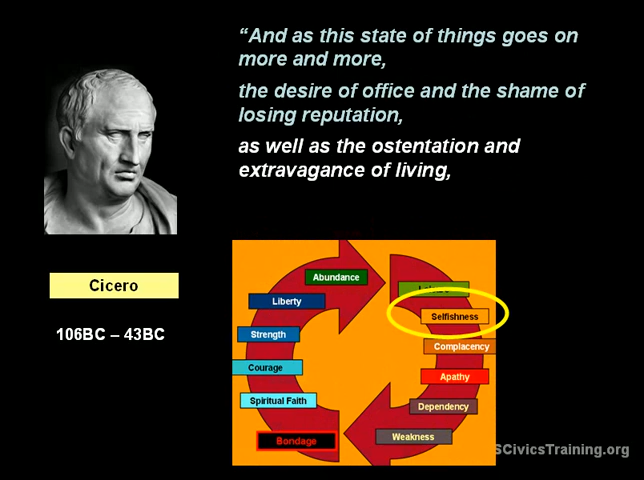 “And as this state of things goes on
more and more,
the desire of office and the shame of
losing reputation,
as well as the ostentation and
extravagance of living,
Cicero
106BC – 43BC
Abundance
Liberty
Strength
Courage
Spiritual Faith
Bondage
Selfishness
Complacency
Apathy
Dependency
Weakness
SCivicsTraining.org